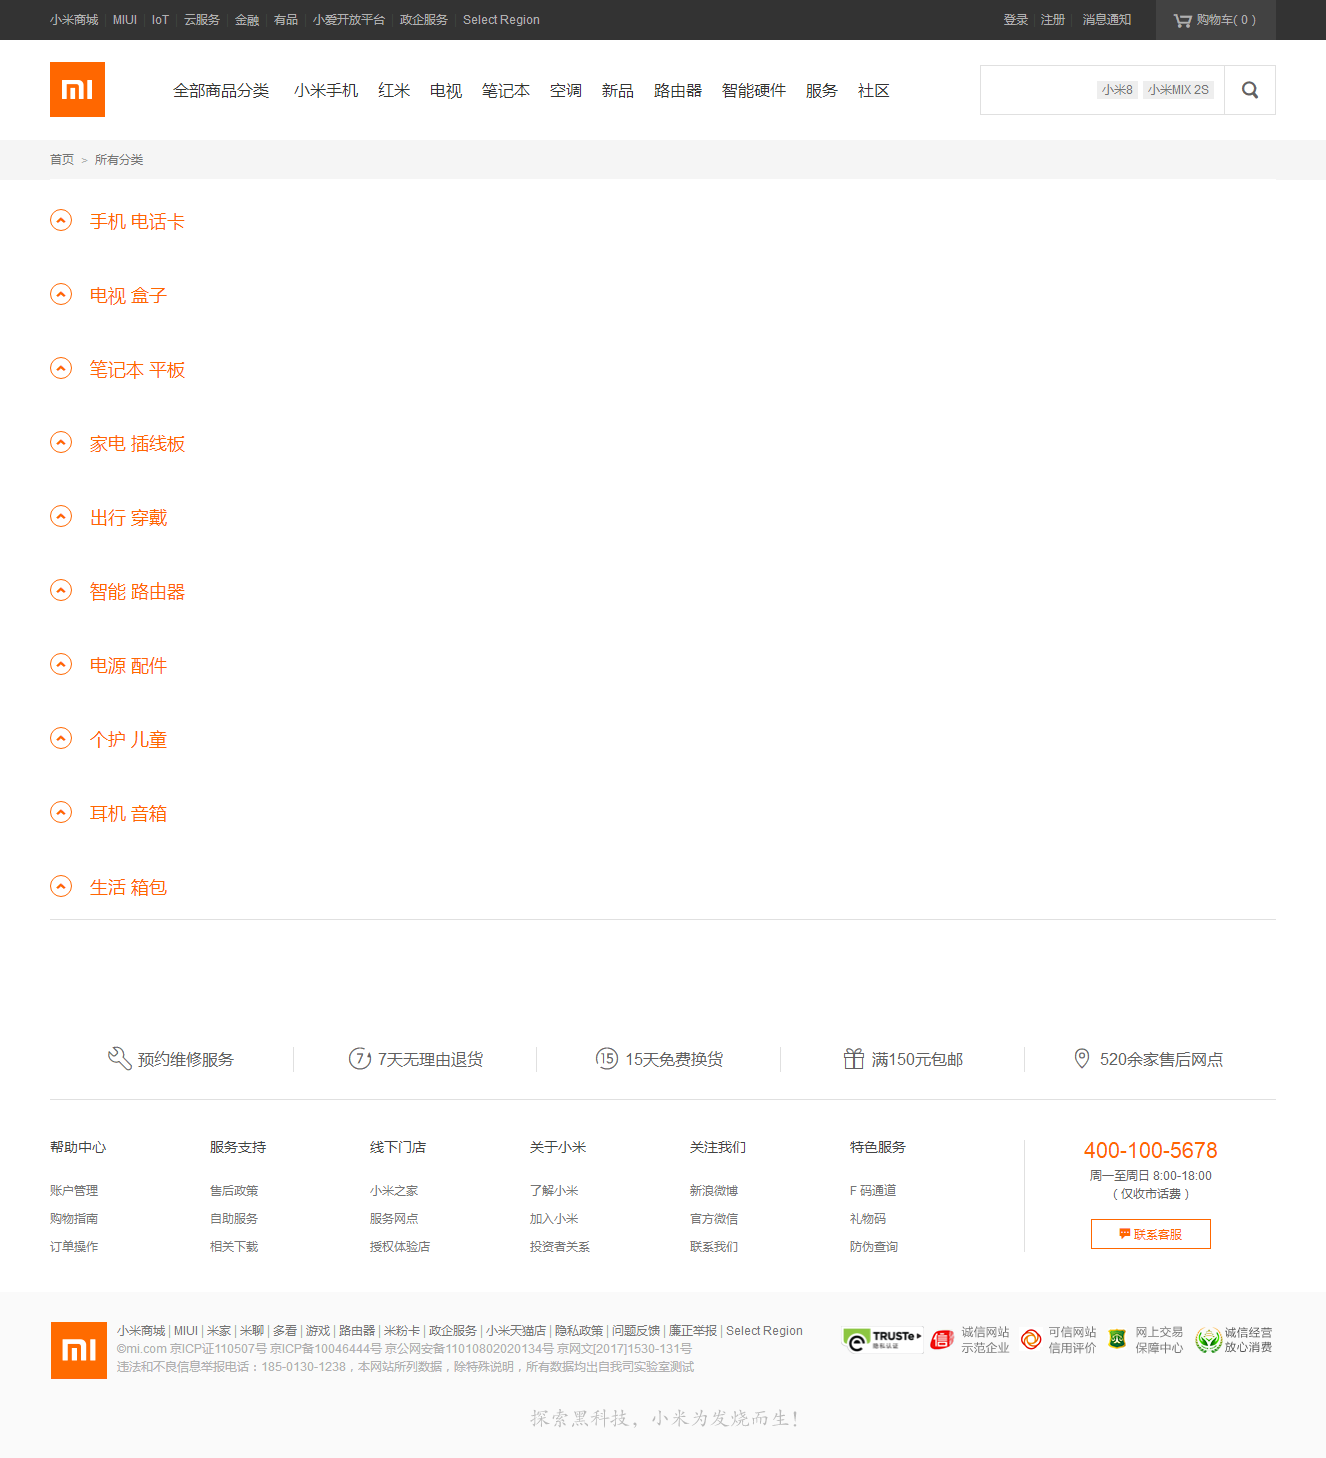 小米商城 MIUI IoT 云服务 金融 有品 小爱开放平台 政企服务 Select Region 登录 注册 消息通知 购物车( 0 )
mi 全部商品分类 小米手机 红米 电视 笔记本 空调 新品 路由器 智能硬件 服务 社区 小米8 小米MIX 2S
首页 > 所有分类
手机 电话卡
电视 盒子
笔记本 平板
家电 插线板
出行 穿戴
智能 路由器
电源 配件
个护 儿童
耳机 音箱
生活 箱包
预约维修服务 7 7天无理由退货 15 15天免费换货 满150元包邮 520余家售后网点
帮助中心 服务支持 线下门店 关于小米 关注我们 特色服务 400-100-5678
周一至周日 8:00-18:00
账户管理 售后政策 小米之家 了解小米 新浪微博 F 码通道 （仅收市话费）
购物指南 自助服务 服务网点 加入小米 官方微信 礼物码
订单操作 相关下载 授权体验店 投资者关系 联系我们 防伪查询 联系客服
mi 小米商城 | MIUI | 米家 | 米聊 | 多看 | 游戏 | 路由器 | 米粉卡 | 政企服务 | 小米天猫店 | 隐私政策 | 问题反馈 | 廉正举报 | Select Region
©mi.com 京ICP证110507号 京ICP备10046444号 京公网安备11010802020134号 京网文[2017]1530-131号
违法和不良信息举报电话：185-0130-1238，本网站所列数据，除特殊说明，所有数据均出自我司实验室测试
TRUSTe 隐私认证 信 诚信网站 可信网站 网上交易 诚信经营
示范企业 信用评价 保障中心 放心消费
探索黑科技，小米为发烧而生！